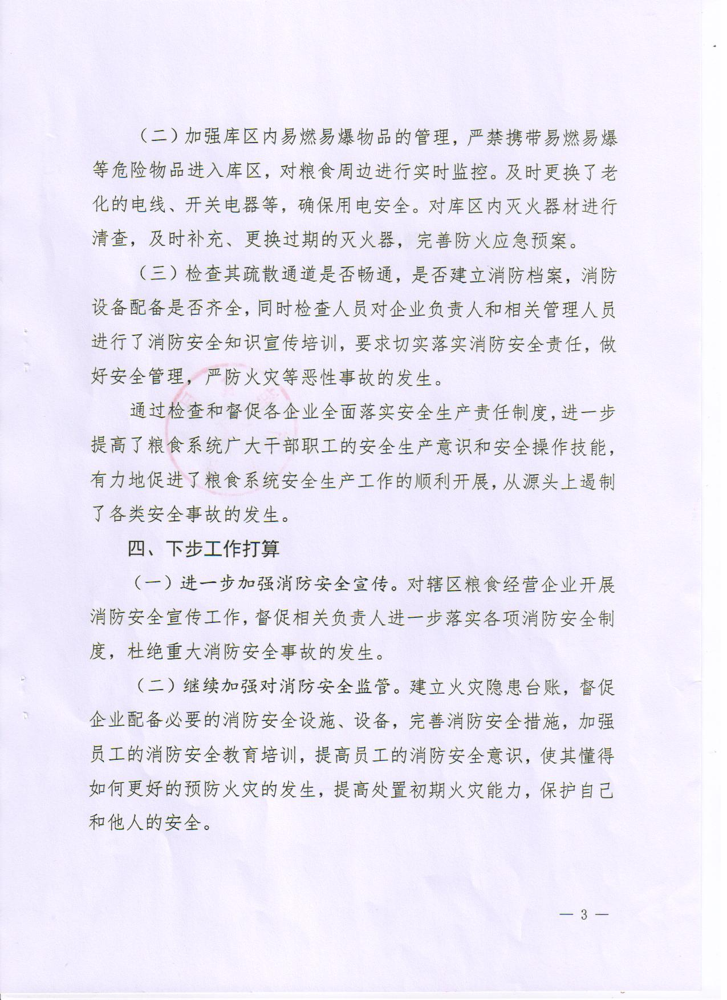 （二）加强库区内易燃易爆物品的管理，严禁携带易燃易爆
等危险物品进入库区，对粮食周边进行实时监控。及时更换了老
化的电线、开关电器等，确保用电安全。对库区内灭火器材进行
清查，及时补充、更换过期的灭火器，完善防火应急预案。
（三）检查其疏散通道是否畅通，是否建立消防档案，消防
设备配备是否齐全，同时检查人员对企业负责人和相关管理人员
进行了消防安全知识宣传培训，要求切实落实消防安全责任，做
好安全管理，严防火灾等恶性事故的发生。
通过检查和督促各企业全面落实安全生产责任制度，进一步
提高了粮食系统广大干部职工的安全生产意识和安全操作技能，
有力地促进了粮食系统安全生产工作的顺利开展，从源头上遏制
了各类安全事故的发生。
四、下步工作打算
（一）进一步加强消防安全宣传。对辖区粮食经营企业开展
消防安全宣传工作，督促相关负责人进一步落实各项消防安全制
度，杜绝重大消防安全事故的发生。
（二）继续加强对消防安全监管。建立火灾隐患台账，督促
企业配备必要的消防安全设施、设备，完善消防安全措施，加强
员工的消防安全教育培训，提高员工的消防安全意识，使其懂得
如何更好的预防火灾的发生，提高处置初期火灾能力，保护自己
和他人的安全。
— 3 —